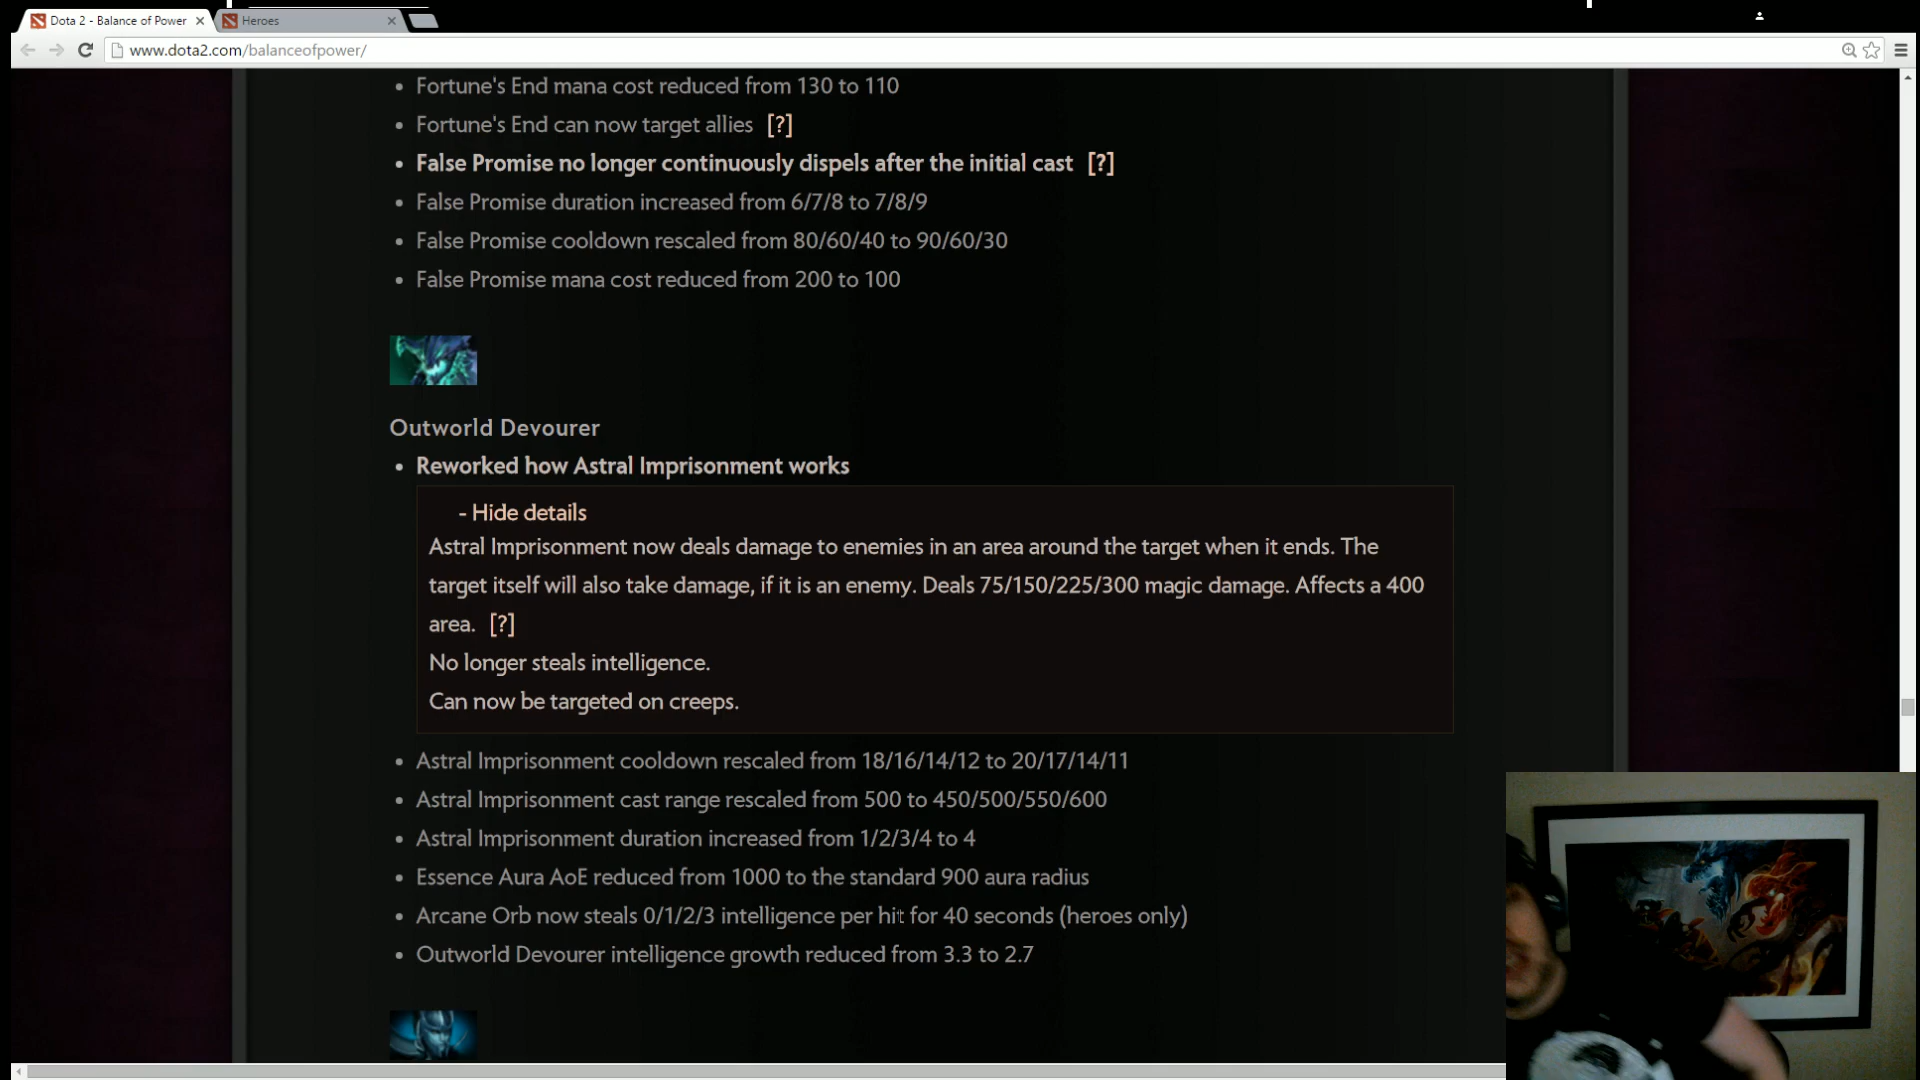 Dota 2 - Balance of Power
Heroes
www.dota2.com/balanceofpower/
Fortune's End mana cost reduced from 130 to 110
Fortune's End can now target allies [?]
False Promise no longer continuously dispels after the initial cast [?]
False Promise duration increased from 6/7/8 to 7/8/9
False Promise cooldown rescaled from 80/60/40 to 90/60/30
False Promise mana cost reduced from 200 to 100
Outworld Devourer
Reworked how Astral Imprisonment works
- Hide details
Astral Imprisonment now deals damage to enemies in an area around the target when it ends. The
target itself will also take damage, if it is an enemy. Deals 75/150/225/300 magic damage. Affects a 400
area. [?]
No longer steals intelligence.
Can now be targeted on creeps.
Astral Imprisonment cooldown rescaled from 18/16/14/12 to 20/17/14/11
Astral Imprisonment cast range rescaled from 500 to 450/500/550/600
Astral Imprisonment duration increased from 1/2/3/4 to 4
Essence Aura AoE reduced from 1000 to the standard 900 aura radius
Arcane Orb now steals 0/1/2/3 intelligence per hit for 40 seconds (heroes only)
Outworld Devourer intelligence growth reduced from 3.3 to 2.7